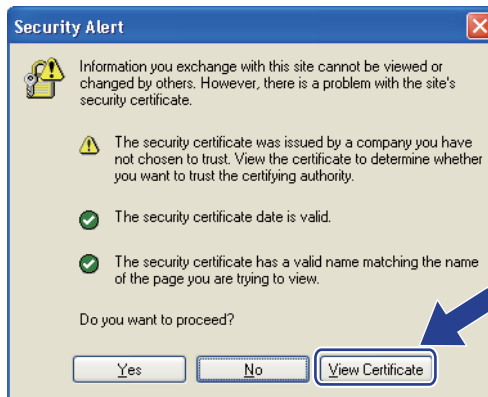 Security Alert
Information you exchange with this site cannot be viewed or
changed by others. However, there is a problem with the site's
security certificate.
The security certificate was issued by a company you have
not chosen to trust. View the certificate to determine whether
you want to trust the certifying authority.
The security certificate date is valid.
The security certificate has a valid name matching the name
of the page you are trying to view.
Do you want to proceed?
Yes
No
View Certificate